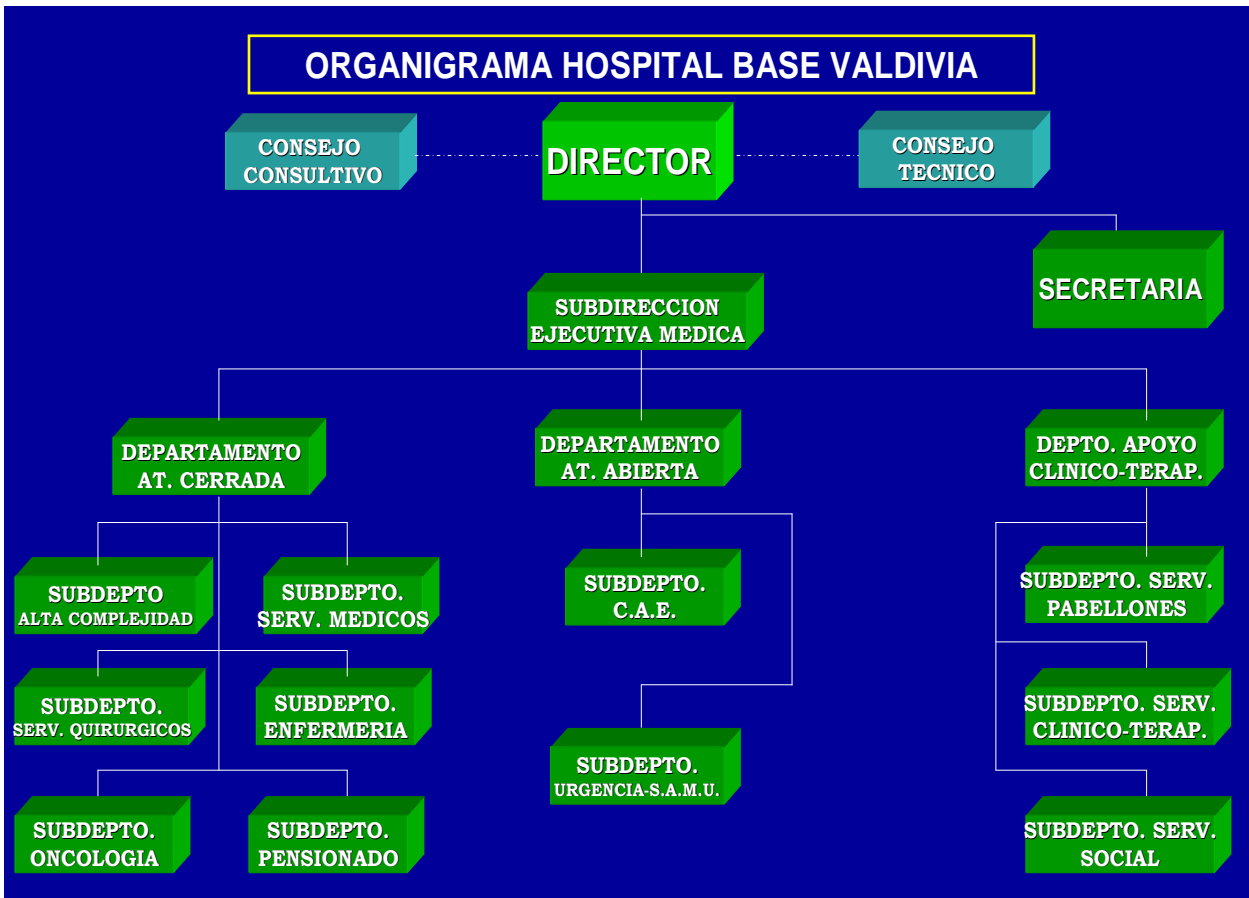 ORGANIGRAMA HOSPITAL BASE VALDIVIA
CONSEJO
CONSULTIVO
DIRECTOR
CONSEJO
TECNICO
SECRETARIA
SUBDIRECCION
EJECUTIVA MEDICA
DEPARTAMENTO
AT. CERRADA
DEPARTAMENTO
AT. ABIERTA
DEPTO. APOYO
CLINICO-TERAP.
SUBDEPTO
ALTA COMPLEJIDAD
SUBDEPTO.
SERV. MEDICOS
SUBDEPTO.
C.A.E.
SUBDEPTO. SERV.
PABELLONES
SUBDEPTO.
SERV. QUIRURGICOS
SUBDEPTO.
ENFERMERIA
SUBDEPTO. SERV.
CLINICO-TERAP.
SUBDEPTO.
URGENCIA-S.A.M.U.
SUBDEPTO.
ONCOLOGIA
SUBDEPTO.
PENSIONADO
SUBDEPTO. SERV.
SOCIAL